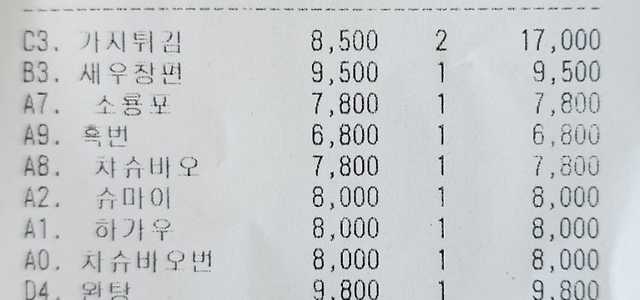 C3. 가지튀김 8,500 2 17,000
B3. 새우장펀 9,500 1 9,500
A7. 소룡포 7,800 1 7,800
A9. 흑번 6,800 1 6,800
A8. 차슈바오 7,800 1 7,800
A2. 슈마이 8,000 1 8,000
A1. 하가우 8,000 1 8,000
A0. 차슈바오번 8,000 1 8,000
D4. 완탕 9,800 1 9,800